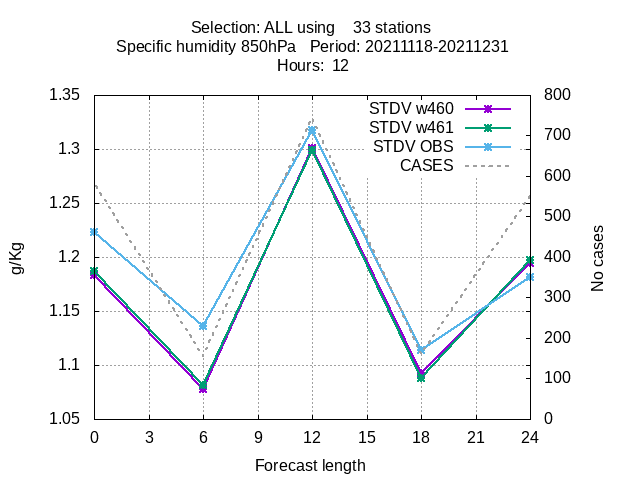 Selection: ALL using    33 stations
Specific humidity 850hPa   Period: 20211118-20211231
Hours:  12
1.35
1.3
1.25
1.2
1.15
1.1
1.05
g/Kg
STDV w460
STDV w461
STDV OBS
CASES
800
700
600
500
400
300
200
100
0
No cases
0 3 6 9 12 15 18 21 24
Forecast length